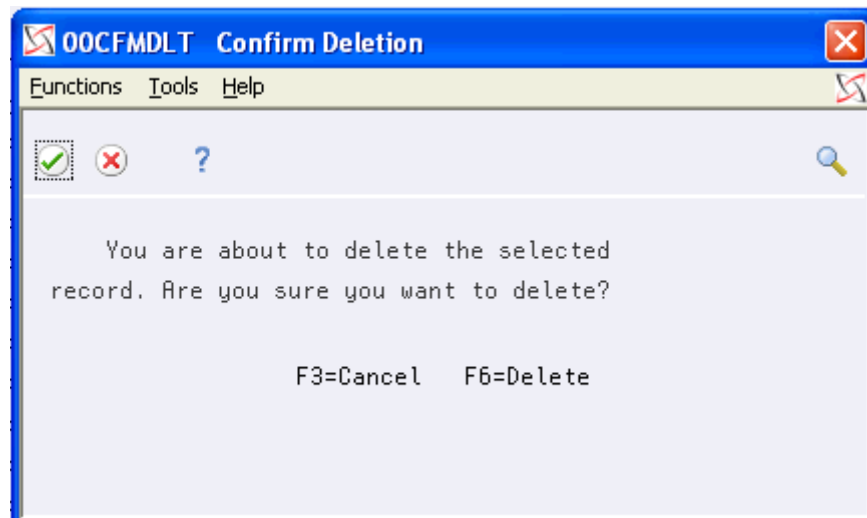 00CFMDLT Confirm Deletion
Functions Tools Help
?
You are about to delete the selected
record. Are you sure you want to delete?
F3=Cancel F6=Delete